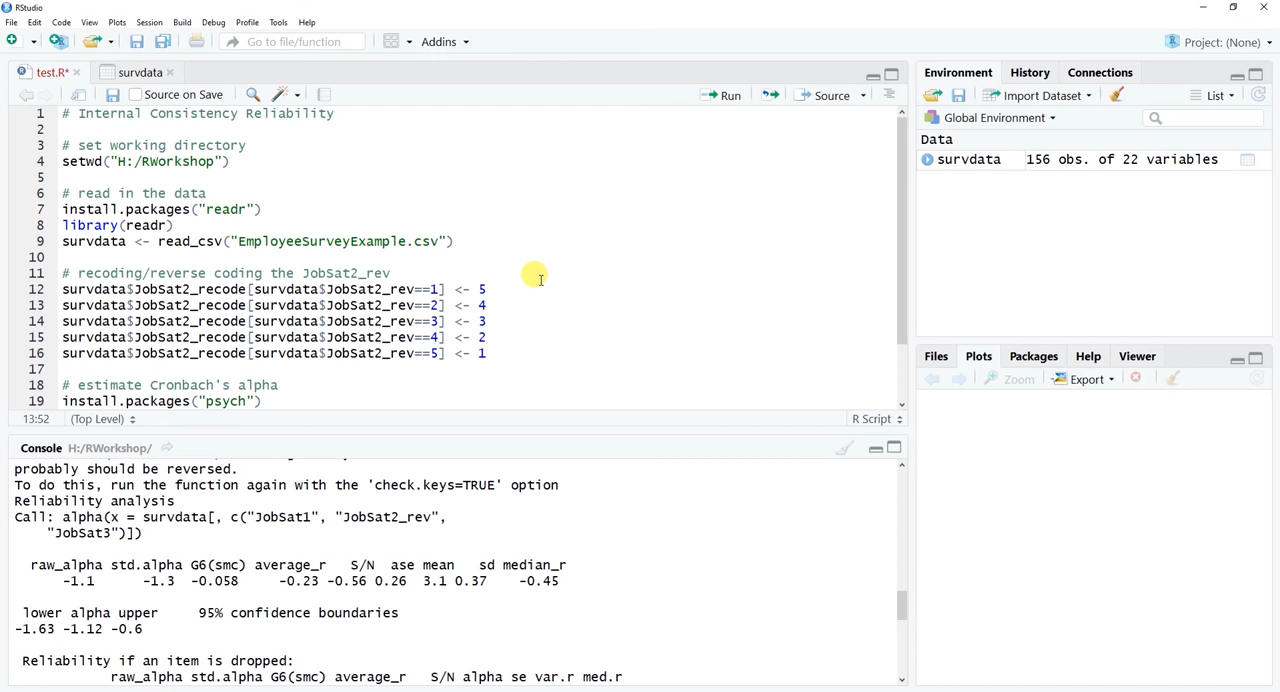 RStudio
File Edit Code View Plots Session Build Debug Profile Tools Help
Go to file/function Addins Project: (None)
test.R* survdata
Source on Save Run Source
1 # Internal Consistency Reliability
2
3 # set working directory
4 setwd("H:/RWorkshop")
5
6 # read in the data
7 install.packages("readr")
8 library(readr)
9 survdata <- read_csv("EmployeeSurveyExample.csv")
10
11 # recoding/reverse coding the JobSat2_rev
12 survdata$JobSat2_recode[survdata$JobSat2_rev==1] <- 5
13 survdata$JobSat2_recode[survdata$JobSat2_rev==2] <- 4
14 survdata$JobSat2_recode[survdata$JobSat2_rev==3] <- 3
15 survdata$JobSat2_recode[survdata$JobSat2_rev==4] <- 2
16 survdata$JobSat2_recode[survdata$JobSat2_rev==5] <- 1
17
18 # estimate Cronbach's alpha
19 install.packages("psych")
13:52 (Top Level) R Script
Console H:/RWorkshop/
probably should be reversed.
To do this, run the function again with the 'check.keys=TRUE' option
Reliability analysis
Call: alpha(x = survdata[, c("JobSat1", "JobSat2_rev",
"JobSat3")])
raw_alpha std.alpha G6(smc) average_r S/N ase mean sd median_r
-1.1 -1.3 -0.058 -0.23 -0.56 0.26 3.1 0.37 -0.45
lower alpha upper 95% confidence boundaries
-1.63 -1.12 -0.6
Reliability if an item is dropped:
raw_alpha std.alpha G6(smc) average_r S/N alpha se var.r med.r
Environment History Connections
Import Dataset List
Global Environment
Data
survdata 156 obs. of 22 variables
Files Plots Packages Help Viewer
Zoom Export